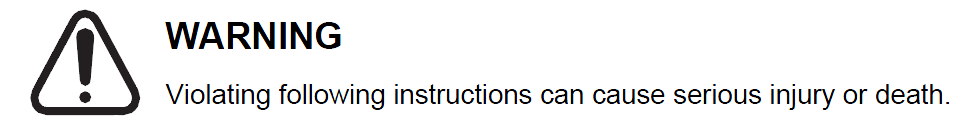 WARNING
Violating following instructions can cause serious injury or death.